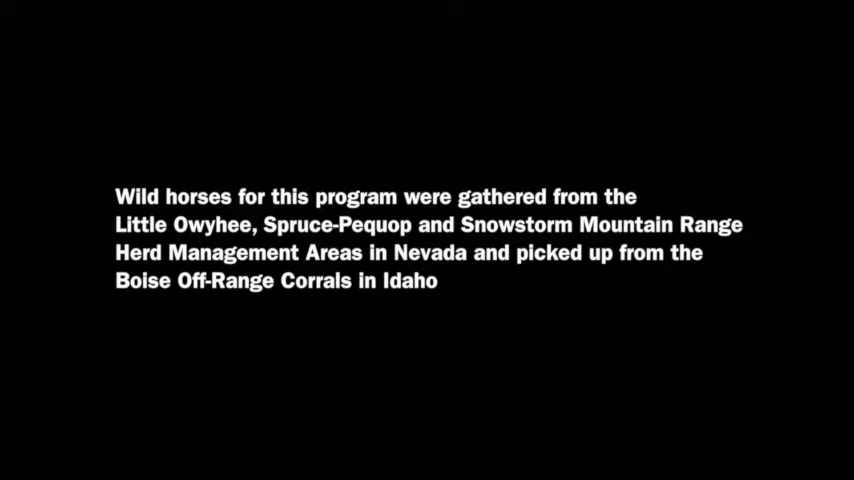 Wild horses for this program were gathered from the
Little Owyhee, Spruce-Pequop and Snowstorm Mountain Range
Herd Management Areas in Nevada and picked up from the
Boise Off-Range Corrals in Idaho